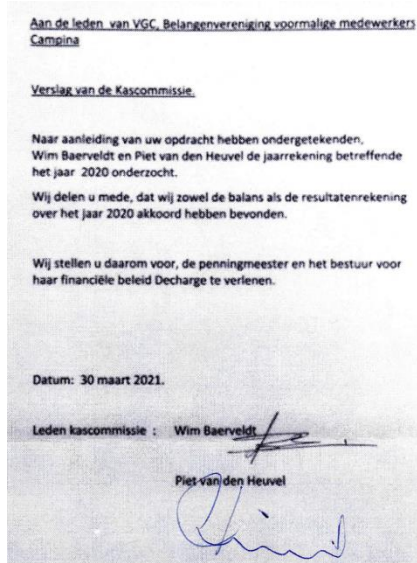 Aan de leden van VGC, Belangenvereniging voormalige medewerkers
Campina
Verslag van de Kascommissie.
Naar aanleiding van uw opdracht hebben ondergetekenden,
Wim Baerveldt en Piet van den Heuvel de jaarrekening betreffende
het jaar 2020 onderzocht.
Wij delen u mede, dat wij zowel de balans als de resultatenrekening
over het jaar 2020 akkoord hebben bevonden.
Wij stellen u daarom voor, de penningmeester en het bestuur voor
haar financiële beleid Decharge te verlenen.
Datum: 30 maart 2021.
Leden kascommissie : Wim Baerveldt
Piet van den Heuvel